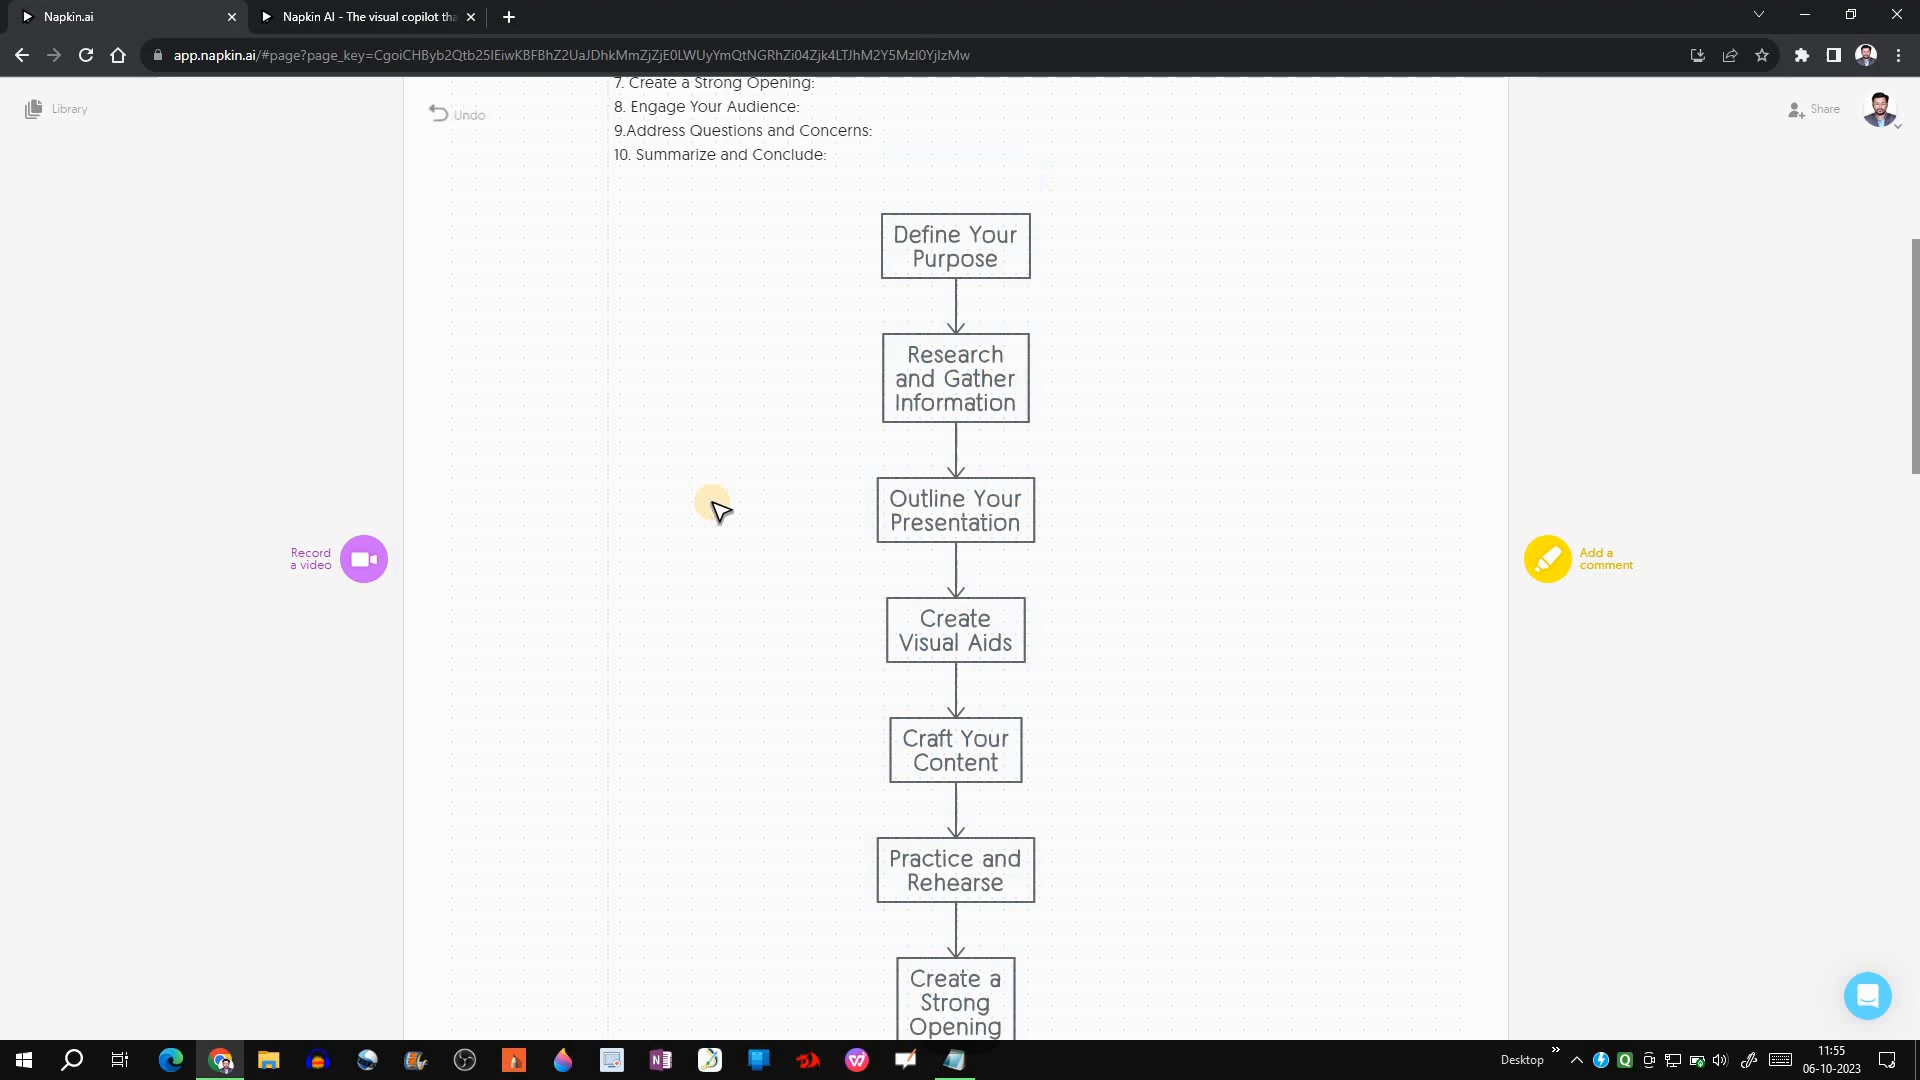 Napkin.ai
Napkin AI - The visual copilot tha
app.napkin.ai/#page?page_key=CgoiCHByb2Qtb25lEiwKBFBhZ2UaJDhkMmZjZjE0LWUyYmQtNGRhZi04Zjk4LTJhM2Y5MzI0YjIzMw
Library
Undo
Share
7. Create a Strong Opening:
8. Engage Your Audience:
9.Address Questions and Concerns:
10. Summarize and Conclude:
Define Your
Purpose
Research
and Gather
Information
Outline Your
Presentation
Record
a video
Add a
comment
Create
Visual Aids
Craft Your
Content
Practice and
Rehearse
Create a
Strong
Opening
Desktop
11:55
06-10-2023